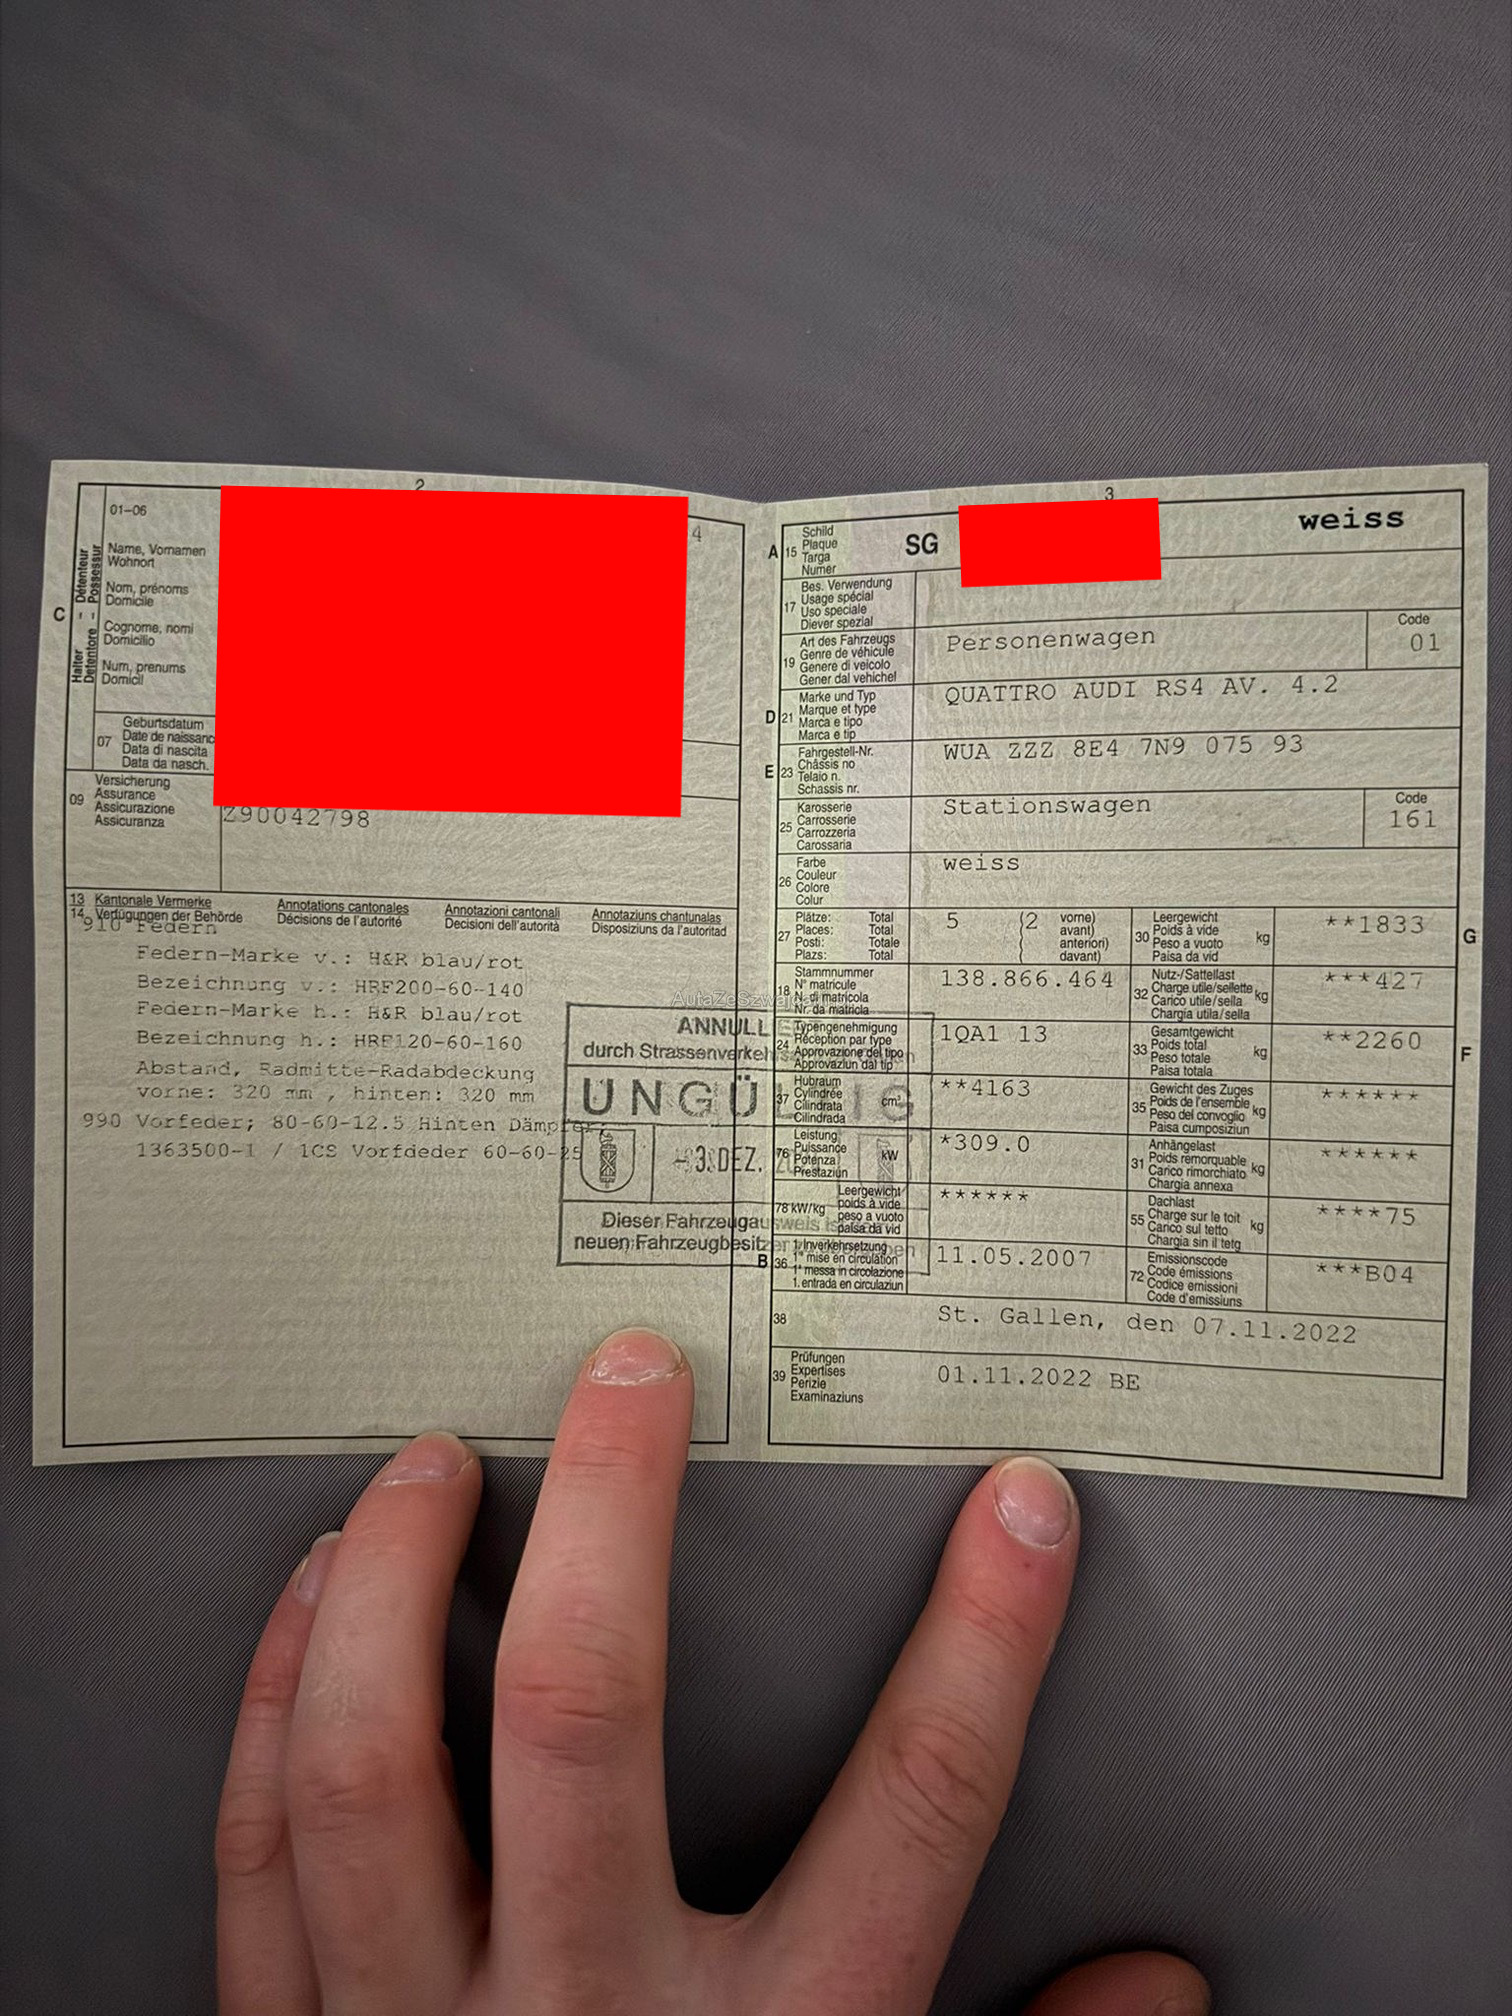 2
01-06
4
C
Halter - Détenteur
Detentore - Possessur
Name, Vornamen
Wohnort
Nom, prénoms
Domicile
Cognome, nomi
Domicilio
Num, prenums
Domicil
07
Geburtsdatum
Date de naissanc
Data di nascita
Data da nasch.
09
Versicherung
Assurance
Assicurazione
Assicuranza
Z90042798
13 Kantonale Vermerke Annotations cantonales Annotazioni cantonali Annotaziuns chantunalas
14 Verfügungen der Behörde Décisions de l'autorité Decisioni dell'autorità Disposiziuns da l'autoritad
910 Federn
Federn-Marke v.: H&R blau/rot
Bezeichnung v.: HRF200-60-140
Federn-Marke h.: H&R blau/rot
Bezeichnung h.: HRF120-60-160
Abstand, Radmitte-Radabdeckung
vorne: 320 mm , hinten: 320 mm
990 Vorfeder; 80-60-12.5 Hinten Dämpfer,
1363500-1 / 1CS Vorfdeder 60-60-25
AutaZeSzwajcarii
ANNULLE
durch Strassenverkeh
UNGÜLTIG
- 3. DEZ.
Dieser Fahrzeugausweis is
neuen Fahrzeugbesitzer
3
A 15 Schild
Plaque
Targa
Numer
SG
weiss
17 Bes. Verwendung
Usage spécial
Uso speciale
Diever spezial
19 Art des Fahrzeugs
Genre de véhicule
Genere di veicolo
Gener dal vehichel
Personenwagen
Code
01
D 21 Marke und Typ
Marque et type
Marca e tipo
Marca e tip
QUATTRO AUDI RS4 AV. 4.2
E 23 Fahrgestell-Nr.
Châssis no
Telaio n.
Schassis nr.
WUA ZZZ 8E4 7N9 075 93
25 Karosserie
Carrosserie
Carrozzeria
Carossaria
Stationswagen
Code
161
26 Farbe
Couleur
Colore
Colur
weiss
27 Plätze: Total
Places: Total
Posti: Totale
Plazs: Total
5 (2 vorne)
avant)
anteriori)
davant)
30 Leergewicht
Poids à vide
Peso a vuoto
Paisa da vid
kg
**1833
G
18 Stammnummer
N° matricule
N. di matricola
Nr. da matricla
138.866.464
32 Nutz-/Sattellast
Charge utile/sellette
Carico utile/sella
Chargia utila/sella
kg
***427
24 Typengenehmigung
Réception par type
Approvazione del tipo
Approvaziun dal tip
1QA1 13
33 Gesamtgewicht
Poids total
Peso totale
Paisa totala
kg
**2260
F
37 Hubraum
Cylindrée
Cilindrata
Cilindrada
cm³
**4163
35 Gewicht des Zuges
Poids de l'ensemble
Peso del convoglio
Paisa cumposiziun
kg
******
76 Leistung
Puissance
Potenza
Prestaziun
kW
*309.0
31 Anhängelast
Poids remorquable
Carico rimorchiato
Chargia annexa
kg
******
78 kW/kg
Leergewicht
poids à vide
peso a vuoto
paisa da vid
******
55 Dachlast
Charge sur le toit
Carico sul tetto
Chargia sin il tetg
kg
****75
B 36 1. Inverkehrsetzung
1re mise en circulation
1a messa in circolazione
1. entrada en circulaziun
11.05.2007
72 Emissionscode
Code émissions
Codice emissioni
Code d'emissiuns
***B04
38
St. Gallen, den 07.11.2022
39 Prüfungen
Expertises
Perizie
Examinaziuns
01.11.2022 BE